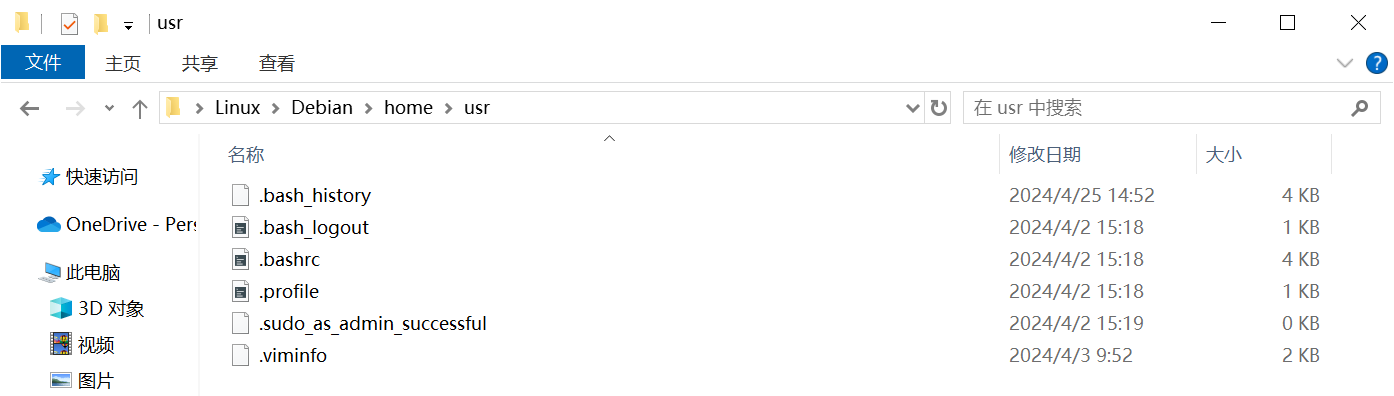 usr
文件 主页 共享 查看 ?
Linux Debian home usr 在 usr 中搜索
名称 修改日期 大小
快速访问
OneDrive - Pers
此电脑
3D 对象
视频
图片
.bash_history 2024/4/25 14:52 4 KB
.bash_logout 2024/4/2 15:18 1 KB
.bashrc 2024/4/2 15:18 4 KB
.profile 2024/4/2 15:18 1 KB
.sudo_as_admin_successful 2024/4/2 15:19 0 KB
.viminfo 2024/4/3 9:52 2 KB